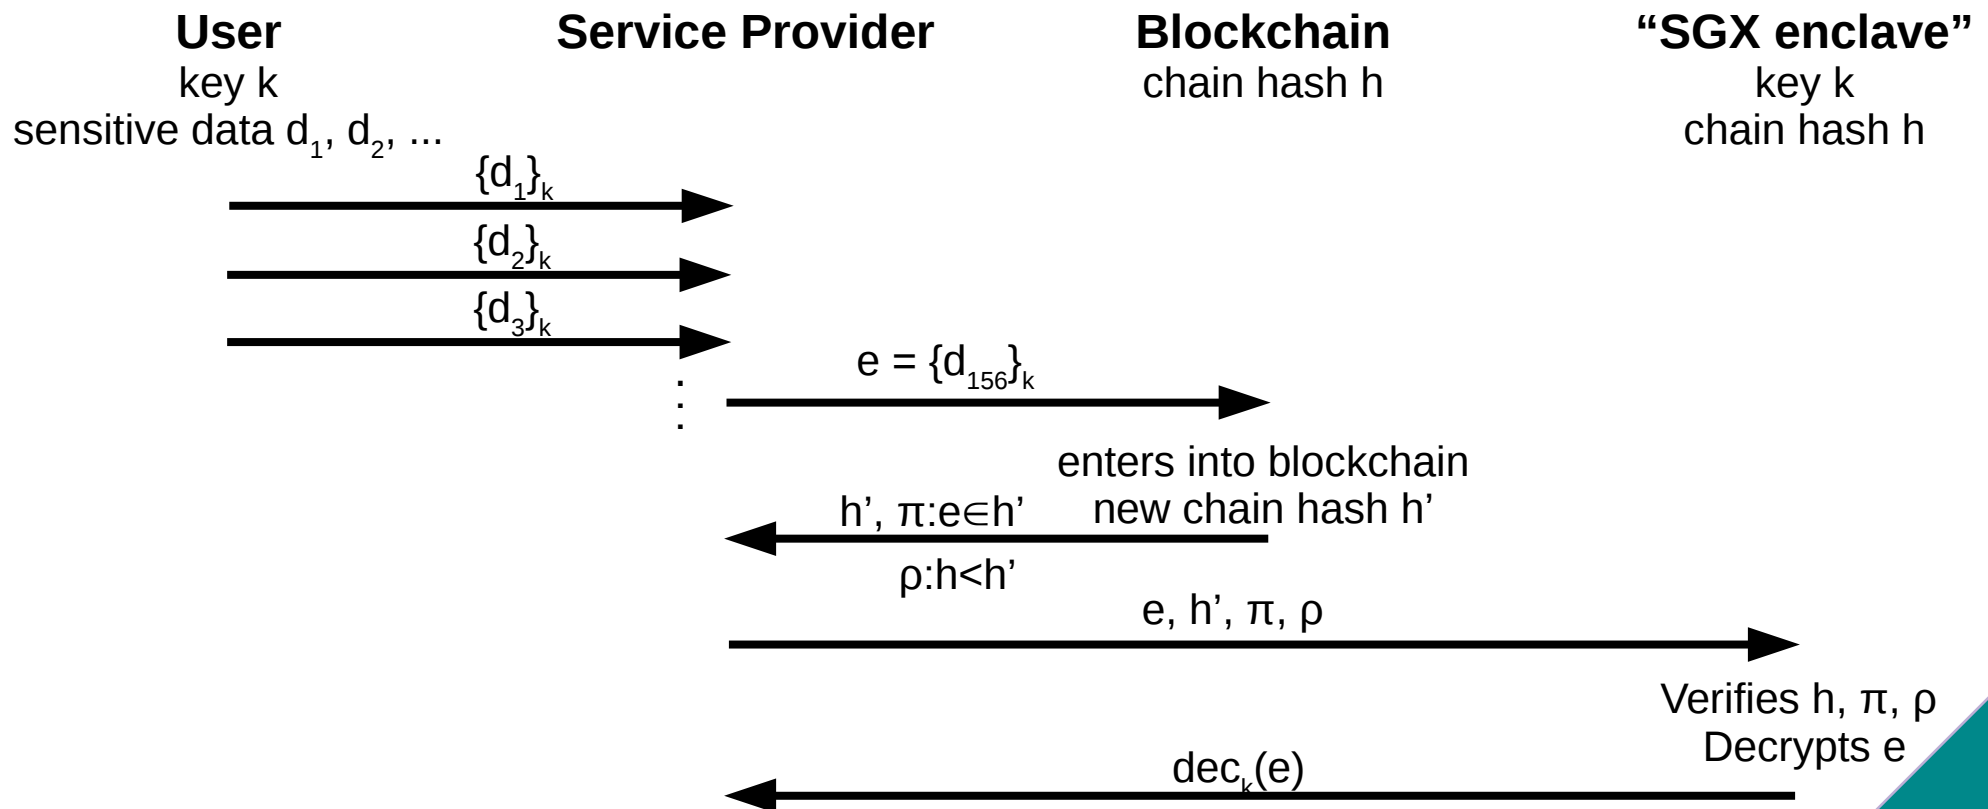 User Service Provider Blockchain “SGX enclave”
key k chain hash h key k
sensitive data d₁, d₂, ... chain hash h
{d₁}ₖ
{d₂}ₖ
{d₃}ₖ
e = {d₁₅₆}ₖ
.
.
.
enters into blockchain
h’, π:e∈h’ new chain hash h’
ρ:h<h’
e, h’, π, ρ
Verifies h, π, ρ
Decrypts e
decₖ(e)